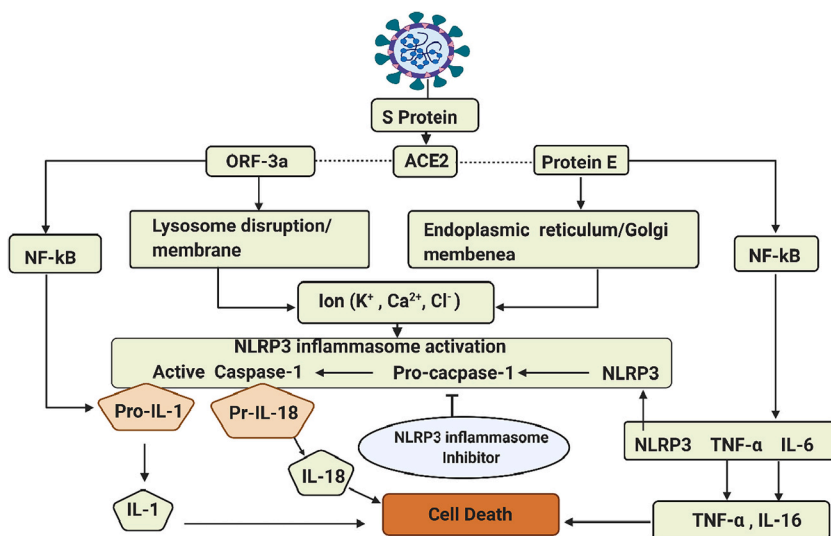 S Protein
ORF-3a
ACE2
Protein E
Lysosome disruption/
membrane
Endoplasmic reticulum/Golgi
membenea
NF-kB
NF-kB
Ion (K⁺ , Ca²⁺, Cl⁻)
NLRP3 inflammasome activation
Active Caspase-1
Pro-cacpase-1
NLRP3
Pro-IL-1
Pr-IL-18
NLRP3 inflammasome
Inhibitor
NLRP3 TNF-α IL-6
IL-18
IL-1
Cell Death
TNF-α , IL-16